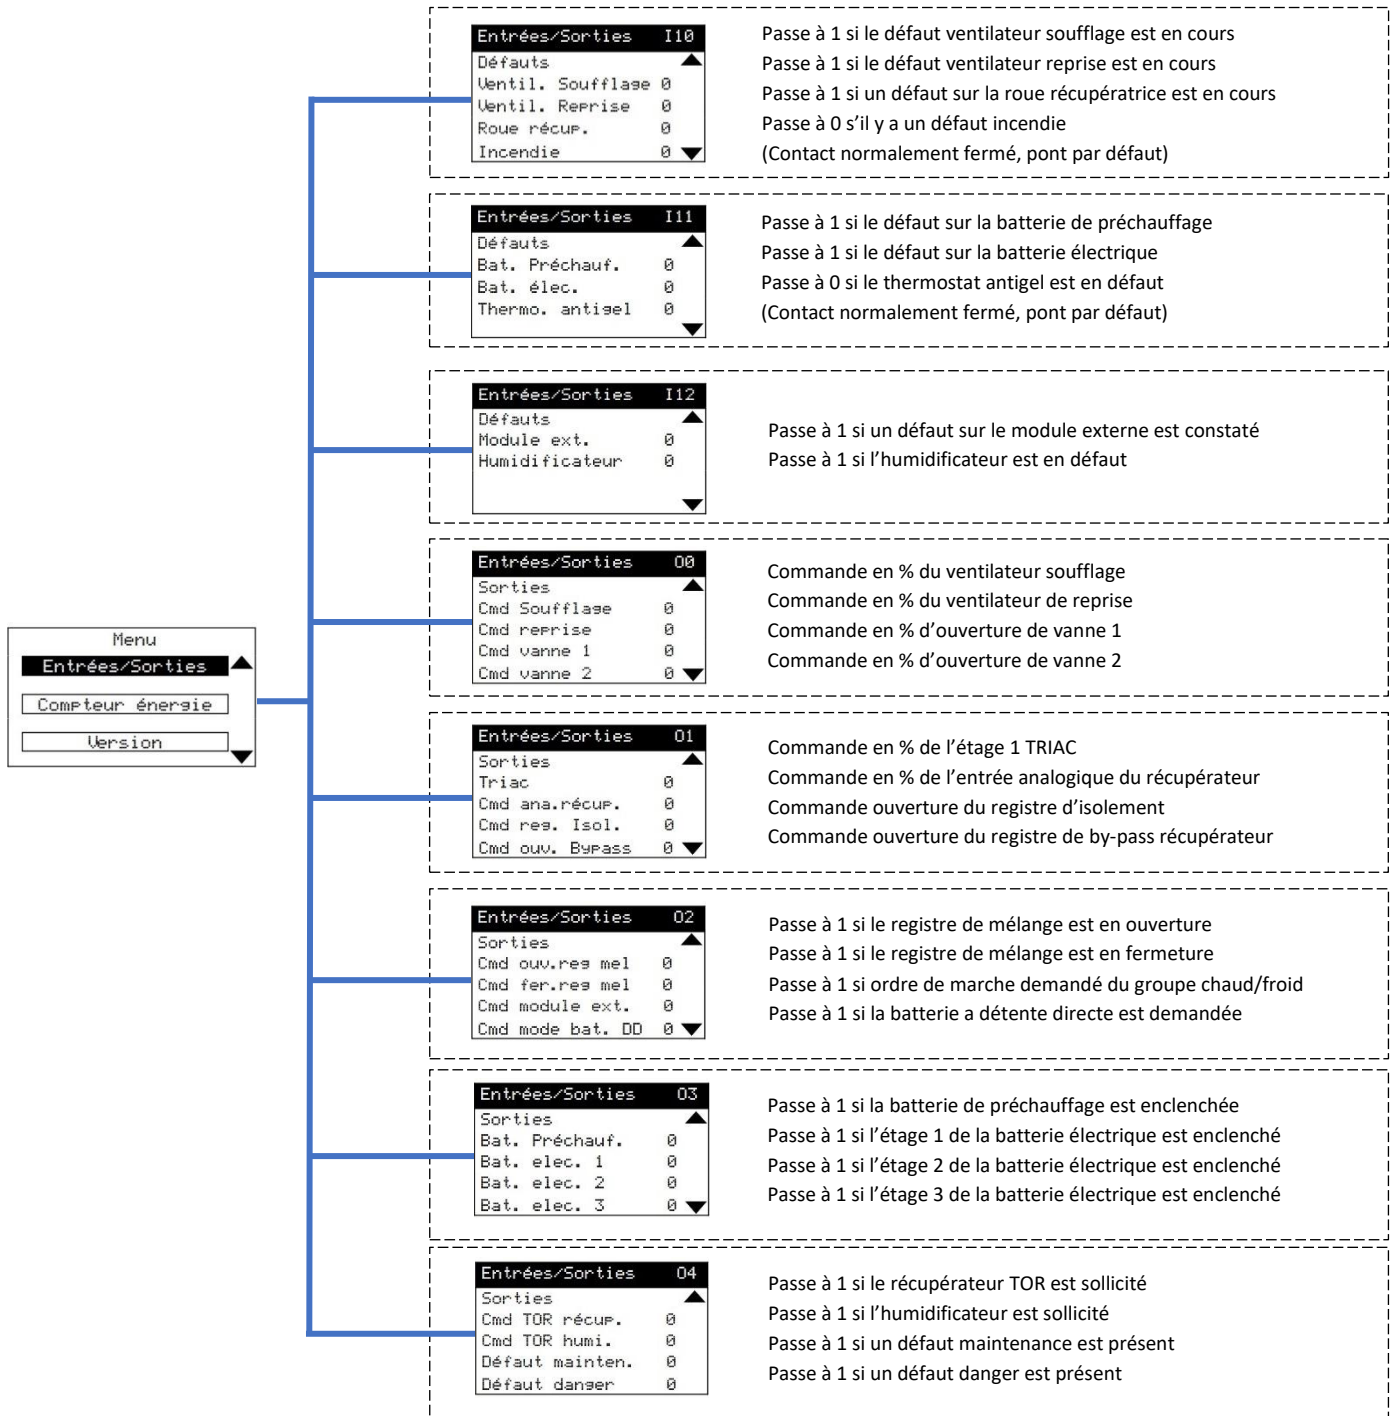 Entrées/Sorties I10
Défauts
Ventil. Soufflage 0
Ventil. Reprise 0
Roue récup. 0
Incendie 0
Passe à 1 si le défaut ventilateur soufflage est en cours
Passe à 1 si le défaut ventilateur reprise est en cours
Passe à 1 si un défaut sur la roue récupératrice est en cours
Passe à 0 s’il y a un défaut incendie
(Contact normalement fermé, pont par défaut)
Entrées/Sorties I11
Défauts
Bat. Préchauf. 0
Bat. élec. 0
Thermo. antigel 0
Passe à 1 si le défaut sur la batterie de préchauffage
Passe à 1 si le défaut sur la batterie électrique
Passe à 0 si le thermostat antigel est en défaut
(Contact normalement fermé, pont par défaut)
Entrées/Sorties I12
Défauts
Module ext. 0
Humidificateur 0
Passe à 1 si un défaut sur le module externe est constaté
Passe à 1 si l’humidificateur est en défaut
Menu
Entrées/Sorties
Compteur énergie
Version
Entrées/Sorties O0
Sorties
Cmd Soufflage 0
Cmd reprise 0
Cmd vanne 1 0
Cmd vanne 2 0
Commande en % du ventilateur soufflage
Commande en % du ventilateur de reprise
Commande en % d’ouverture de vanne 1
Commande en % d’ouverture de vanne 2
Entrées/Sorties O1
Sorties
Triac 0
Cmd ana.récup. 0
Cmd reg. Isol. 0
Cmd ouv. Bypass 0
Commande en % de l’étage 1 TRIAC
Commande en % de l’entrée analogique du récupérateur
Commande ouverture du registre d’isolement
Commande ouverture du registre de by-pass récupérateur
Entrées/Sorties O2
Sorties
Cmd ouv.reg mel 0
Cmd fer.reg mel 0
Cmd module ext. 0
Cmd mode bat. DD 0
Passe à 1 si le registre de mélange est en ouverture
Passe à 1 si le registre de mélange est en fermeture
Passe à 1 si ordre de marche demandé du groupe chaud/froid
Passe à 1 si la batterie a détente directe est demandée
Entrées/Sorties O3
Sorties
Bat. Préchauf. 0
Bat. elec. 1 0
Bat. elec. 2 0
Bat. elec. 3 0
Passe à 1 si la batterie de préchauffage est enclenchée
Passe à 1 si l’étage 1 de la batterie électrique est enclenché
Passe à 1 si l’étage 2 de la batterie électrique est enclenché
Passe à 1 si l’étage 3 de la batterie électrique est enclenché
Entrées/Sorties O4
Sorties
Cmd TOR récup. 0
Cmd TOR humi. 0
Défaut mainten. 0
Défaut danger 0
Passe à 1 si le récupérateur TOR est sollicité
Passe à 1 si l’humidificateur est sollicité
Passe à 1 si un défaut maintenance est présent
Passe à 1 si un défaut danger est présent